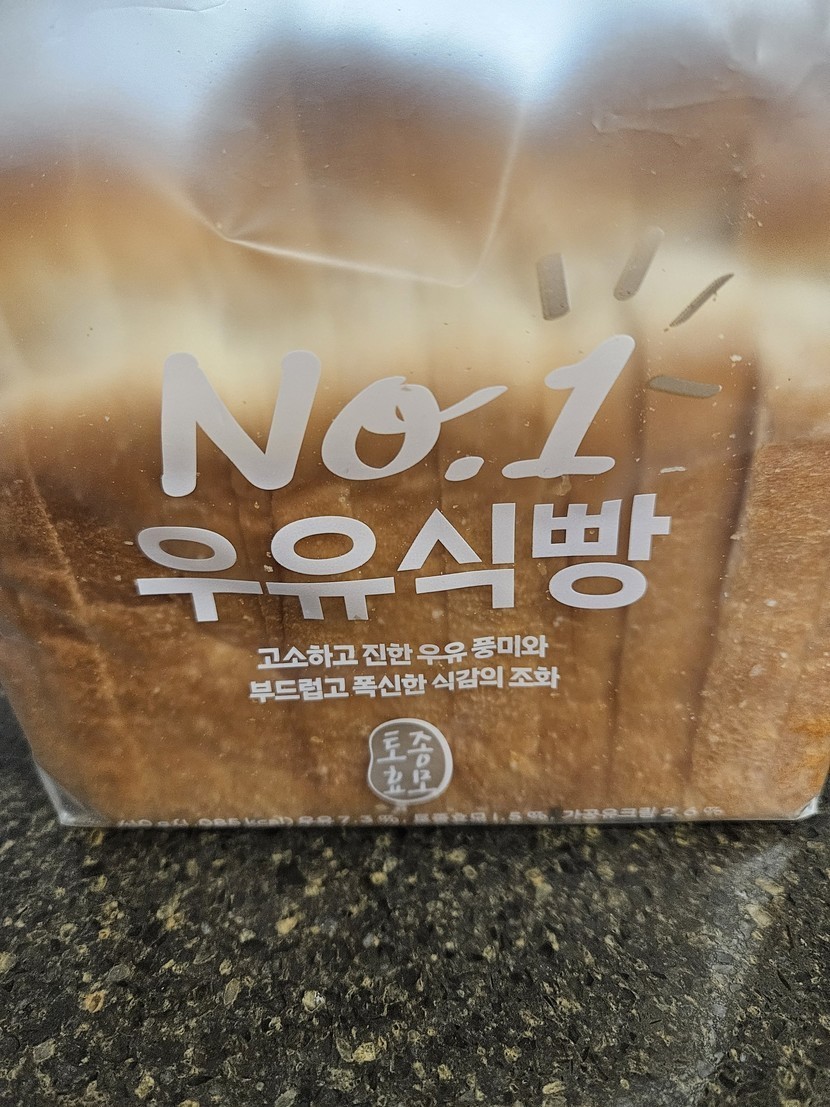 No.1
우유식빵
고소하고 진한 우유 풍미와
부드럽고 폭신한 식감의 조화
토종
효모